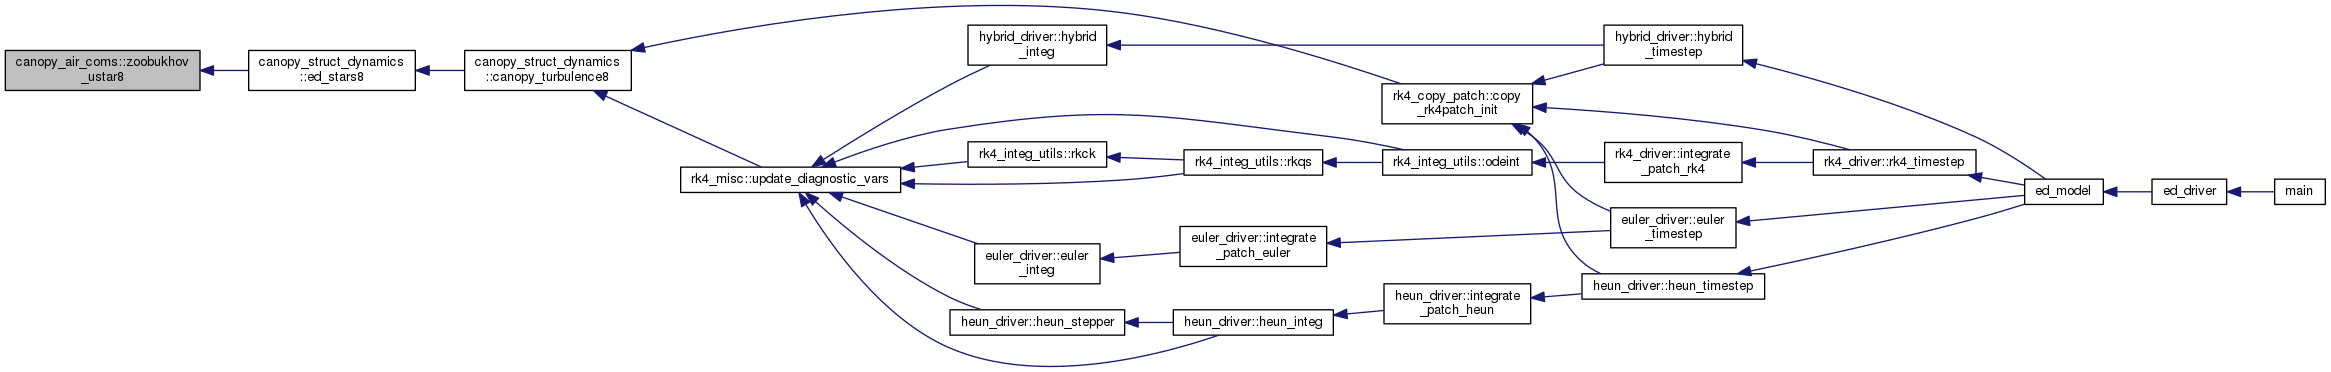 canopy_air_coms::zoobukhov
_ustar8
canopy_struct_dynamics
::ed_stars8
canopy_struct_dynamics
::canopy_turbulence8
rk4_misc::update_diagnostic_vars
hybrid_driver::hybrid
_integ
rk4_integ_utils::rkck
euler_driver::euler
_integ
heun_driver::heun_stepper
rk4_integ_utils::rkqs
euler_driver::integrate
_patch_euler
heun_driver::heun_integ
rk4_copy_patch::copy
_rk4patch_init
rk4_integ_utils::odeint
heun_driver::integrate
_patch_heun
hybrid_driver::hybrid
_timestep
rk4_driver::integrate
_patch_rk4
euler_driver::euler
_timestep
heun_driver::heun_timestep
rk4_driver::rk4_timestep
ed_model
ed_driver
main